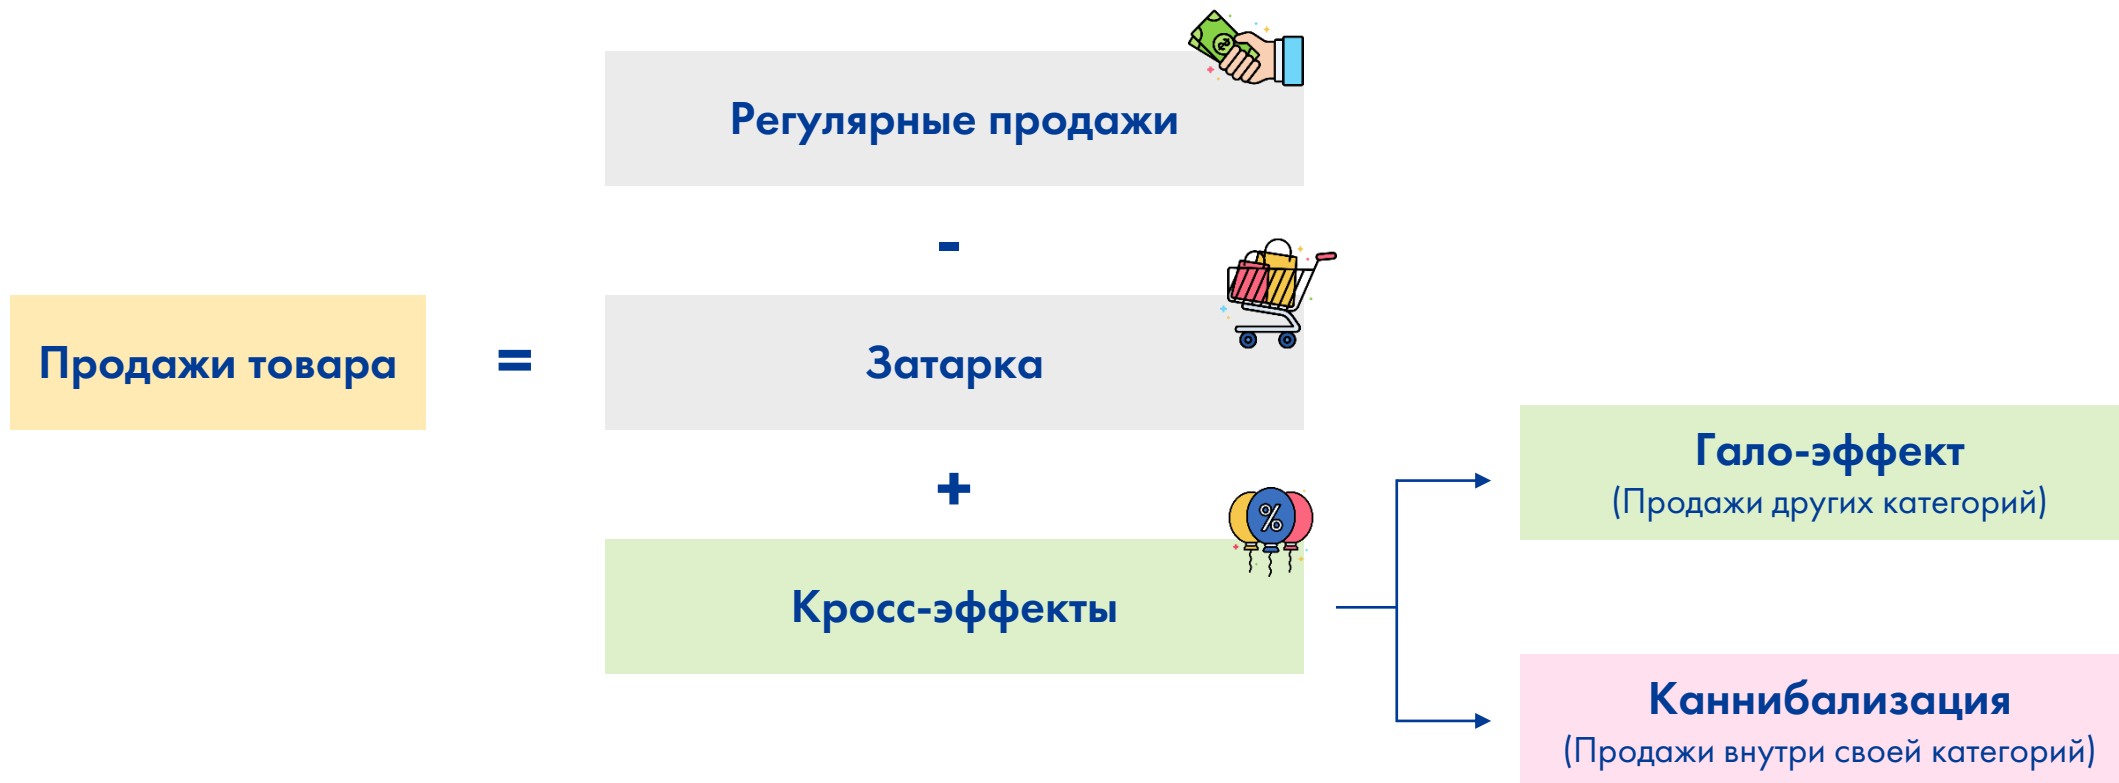 Регулярные продажи
-
Продажи товара
=
Затарка
+
Кросс-эффекты
%
Гало-эффект
(Продажи других категорий)
Каннибализация
(Продажи внутри своей категорий)